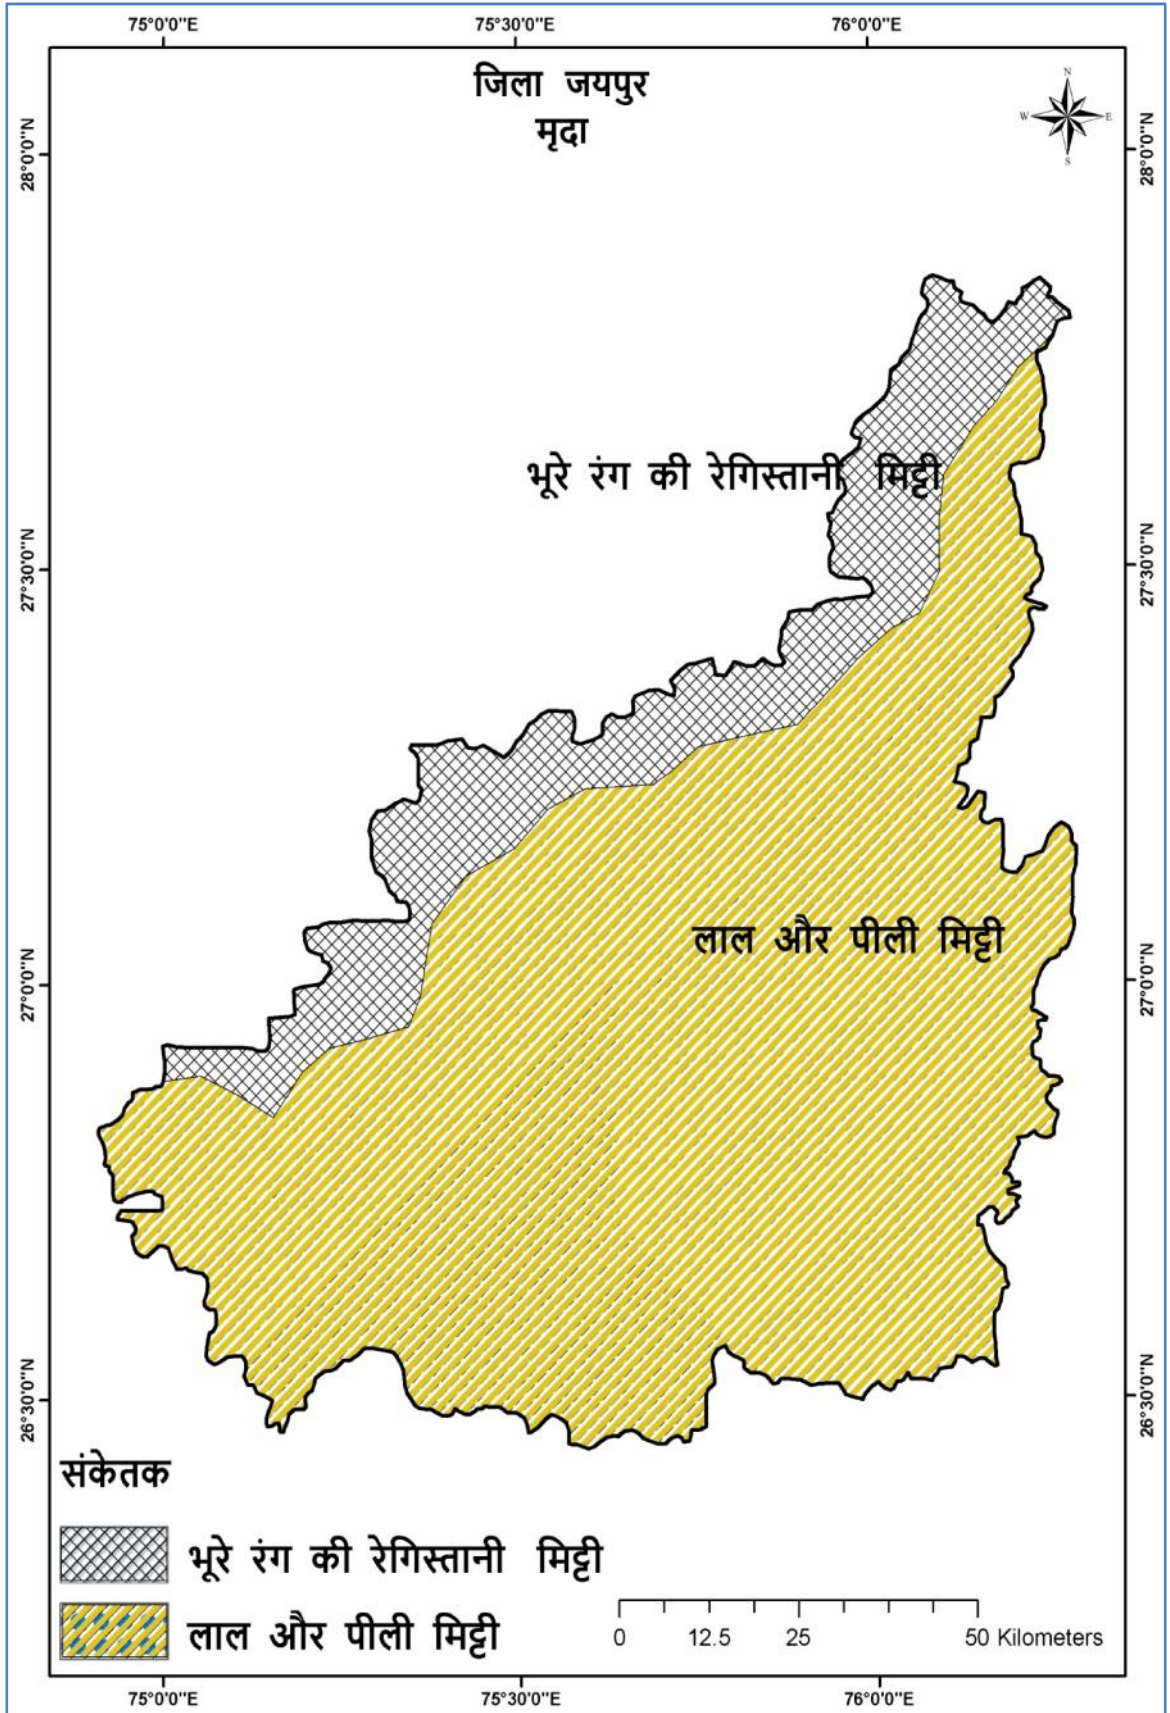 75°0'0"E 75°30'0"E 76°0'0"E
जिला जयपुर
मृदा
N
W E
S
28°0'0"N 28°0'0"N
भूरे रंग की रेगिस्तानी मिट्टी
27°30'0"N 27°30'0"N
लाल और पीली मिट्टी
27°0'0"N 27°0'0"N
26°30'0"N 26°30'0"N
संकेतक
भूरे रंग की रेगिस्तानी मिट्टी
लाल और पीली मिट्टी
0 12.5 25 50 Kilometers
75°0'0"E 75°30'0"E 76°0'0"E